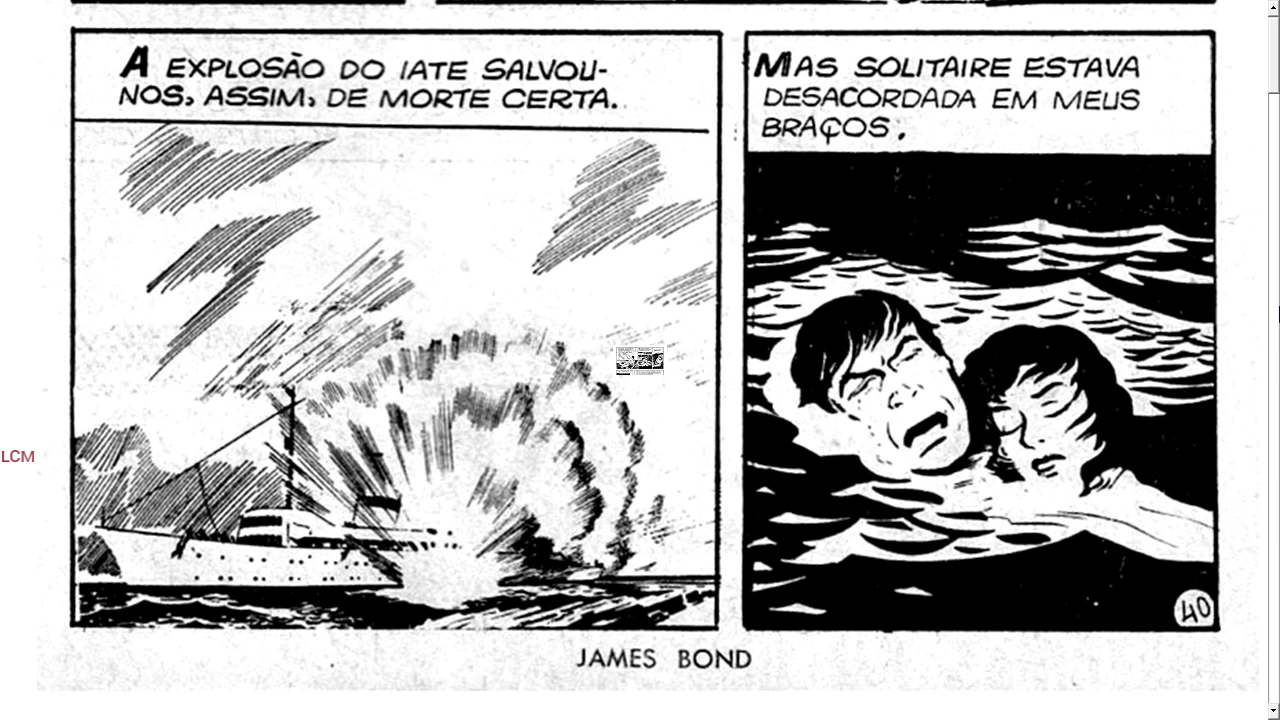 A EXPLOSÃO DO IATE SALVOU-
NOS, ASSIM, DE MORTE CERTA.
MAS SOLITAIRE ESTAVA
DESACORDADA EM MEUS
BRAÇOS.
LCM
40
JAMES BOND